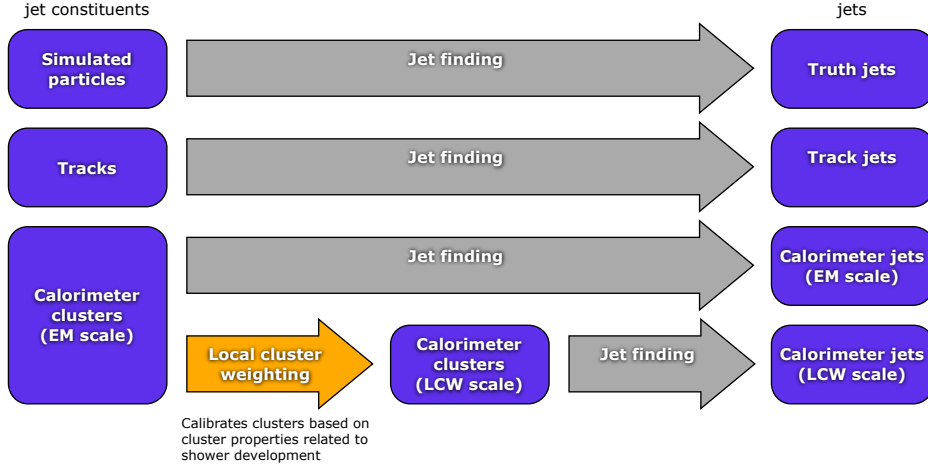 jet constituents
jets
Simulated
particles
Jet finding
Truth jets
Tracks
Jet finding
Track jets
Calorimeter
clusters
(EM scale)
Jet finding
Calorimeter jets
(EM scale)
Local cluster
weighting
Calorimeter
clusters
(LCW scale)
Jet finding
Calorimeter jets
(LCW scale)
Calibrates clusters based on
cluster properties related to
shower development